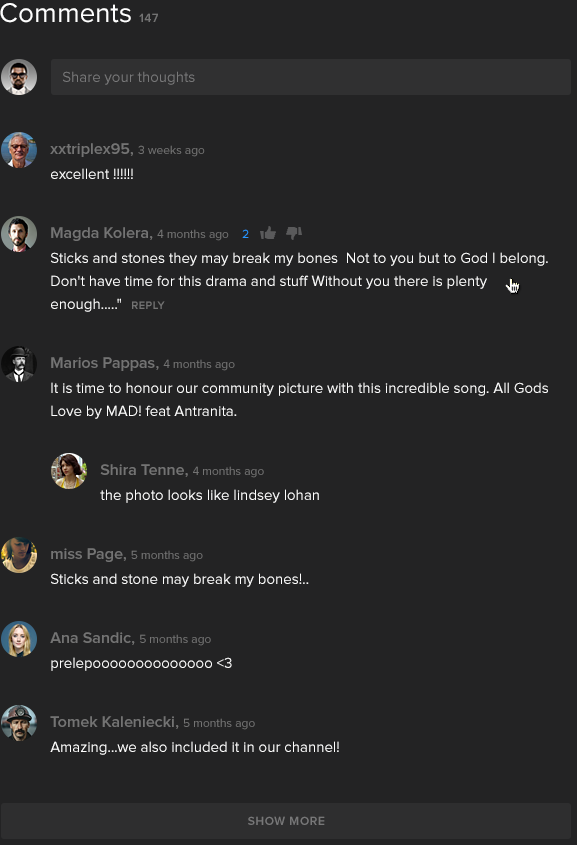 Comments 147
Share your thoughts
xxtriplex95, 3 weeks ago
excellent !!!!!!
Magda Kolera, 4 months ago 2
Sticks and stones they may break my bones  Not to you but to God I belong.
Don't have time for this drama and stuff Without you there is plenty
enough....." REPLY
Marios Pappas, 4 months ago
It is time to honour our community picture with this incredible song. All Gods
Love by MAD! feat Antranita.
Shira Tenne, 4 months ago
the photo looks like lindsey lohan
miss Page, 5 months ago
Sticks and stone may break my bones!..
Ana Sandic, 5 months ago
prelepoooooooooooooo <3
Tomek Kaleniecki, 5 months ago
Amazing...we also included it in our channel!
SHOW MORE